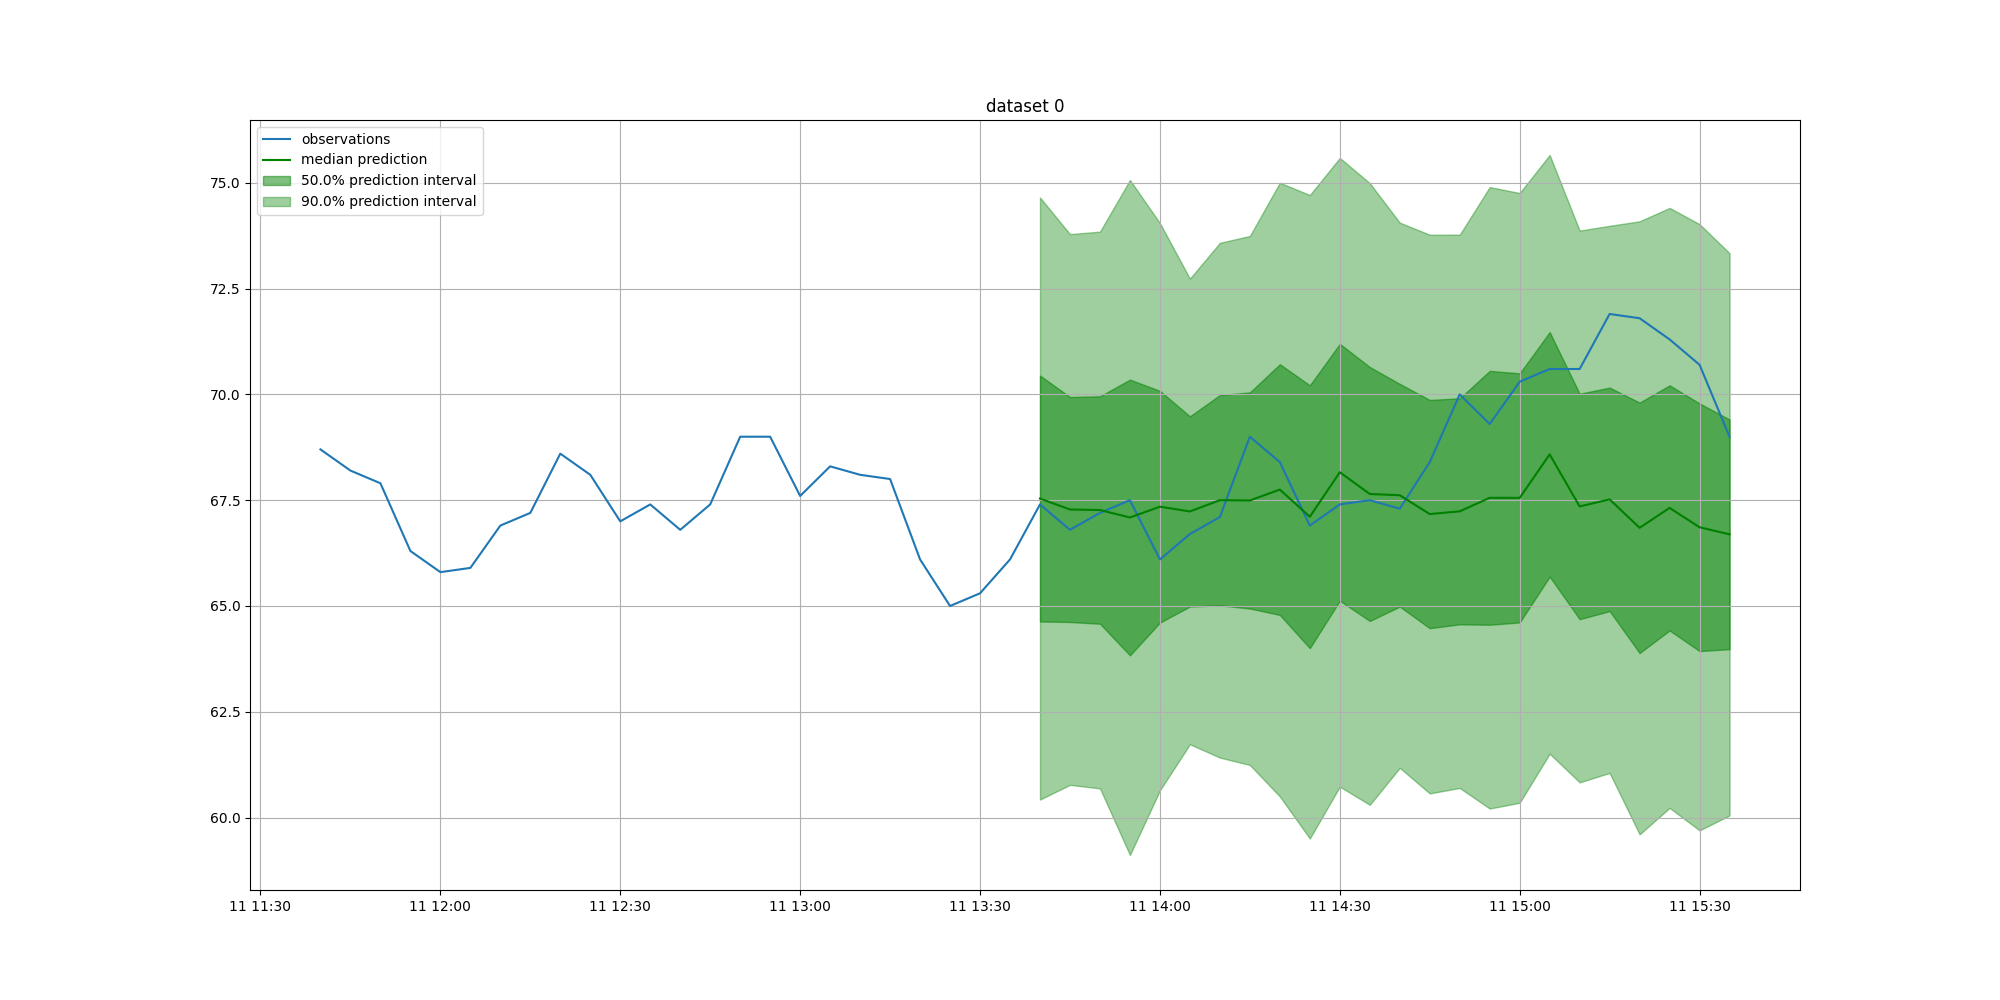 dataset 0
observations
median prediction
50.0% prediction interval
90.0% prediction interval
75.0
72.5
70.0
67.5
65.0
62.5
60.0
11 11:30 11 12:00 11 12:30 11 13:00 11 13:30 11 14:00 11 14:30 11 15:00 11 15:30